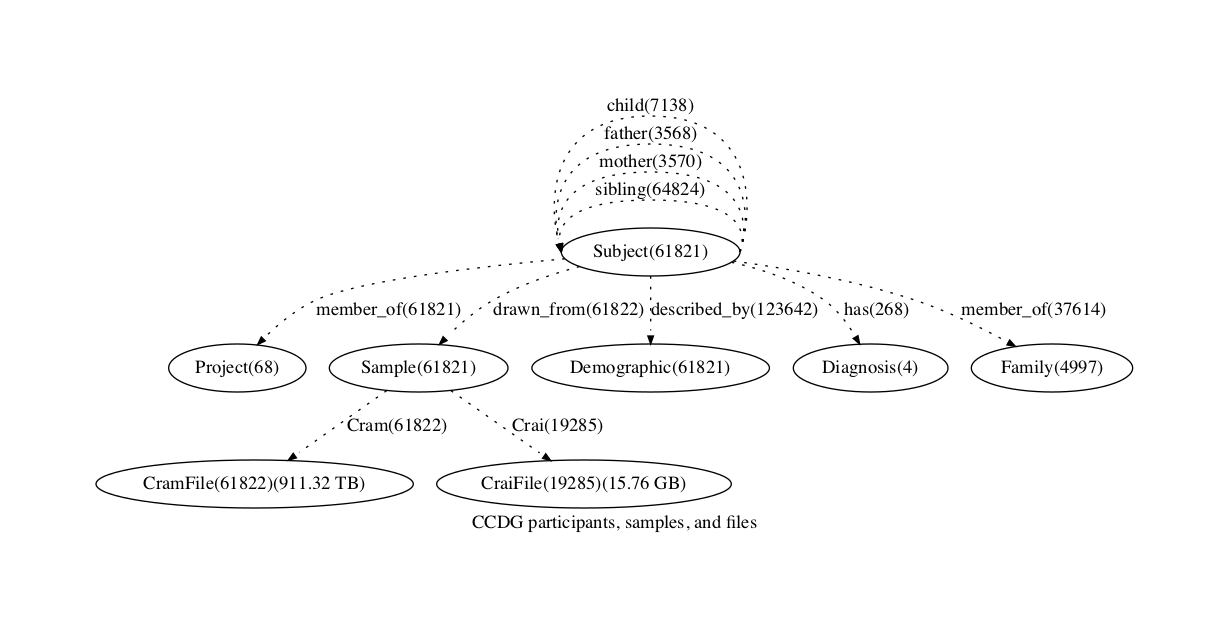 child(7138)
father(3568)
mother(3570)
sibling(64824)
Subject(61821)
member_of(61821)
drawn_from(61822)
described_by(123642)
has(268)
member_of(37614)
Project(68)
Sample(61821)
Demographic(61821)
Diagnosis(4)
Family(4997)
Cram(61822)
Crai(19285)
CramFile(61822)(911.32 TB)
CraiFile(19285)(15.76 GB)
CCDG participants, samples, and files